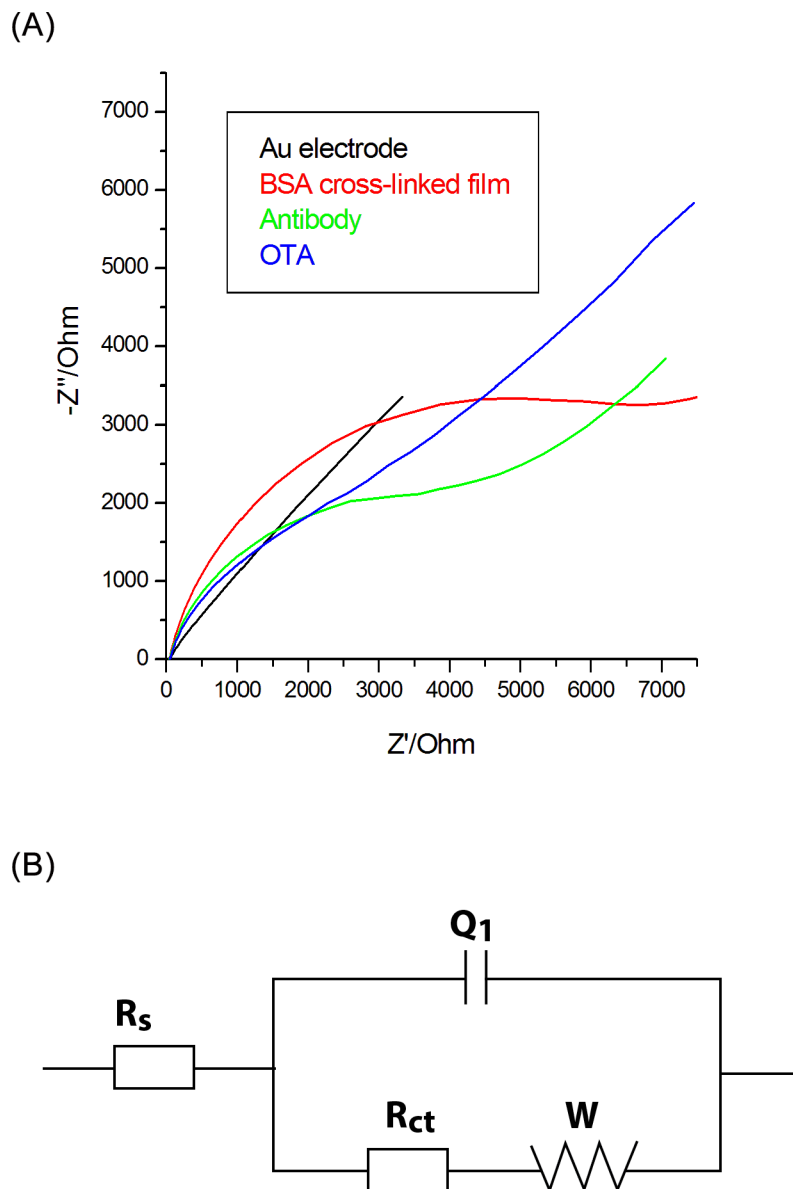 (A)
7000
6000
5000
4000
3000
2000
1000
0
-Z"/Ohm
Au electrode
BSA cross-linked film
Antibody
OTA
0 1000 2000 3000 4000 5000 6000 7000
Z'/Ohm
(B)
Q1
Rs
Rct W